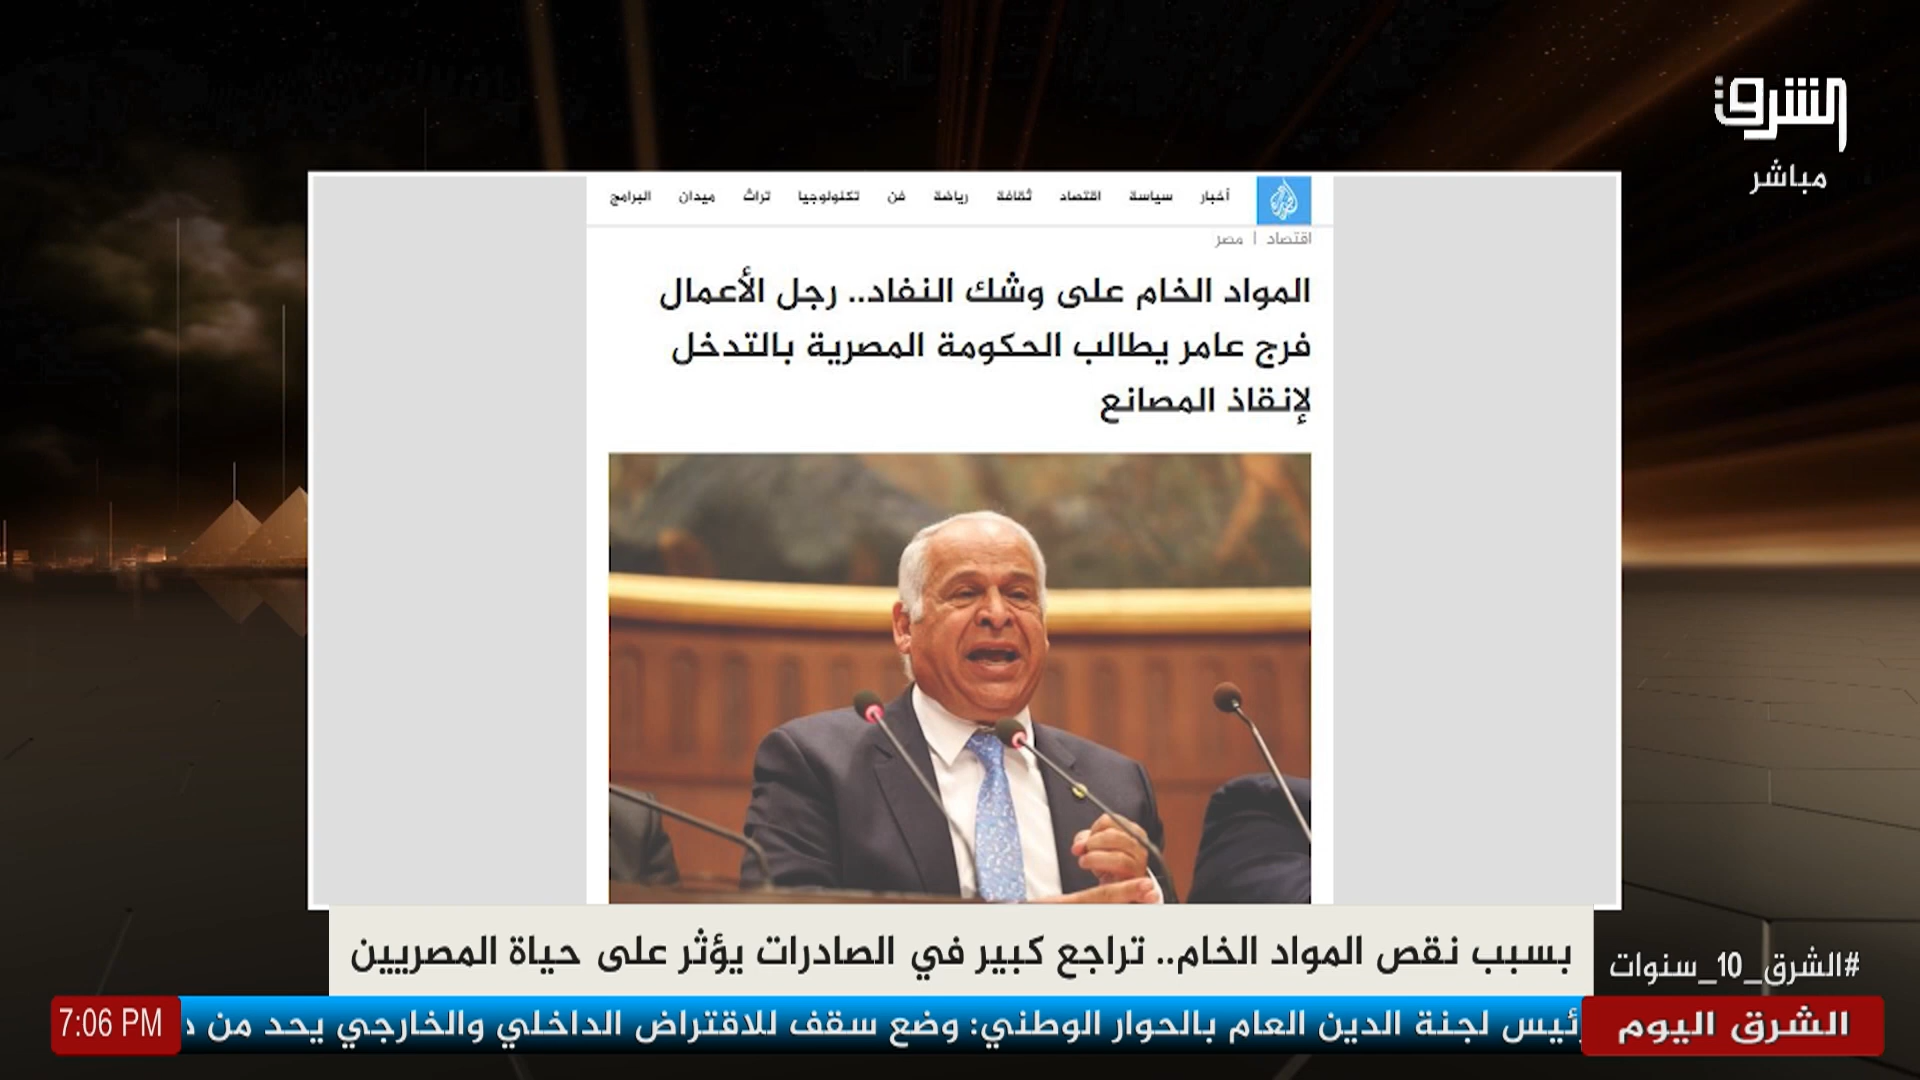 الشرق
مباشر
أخبار سياسة اقتصاد ثقافة رياضة فن تكنولوجيا تراث ميدان البرامج
اقتصاد | مصر
المواد الخام على وشك النفاد.. رجل الأعمال
فرج عامر يطالب الحكومة المصرية بالتدخل
لإنقاذ المصانع
بسبب نقص المواد الخام.. تراجع كبير في الصادرات يؤثر على حياة المصريين
#الشرق_10_سنوات
الشرق اليوم
لجنة الدين العام بالحوار الوطني: وضع سقف للاقتراض الداخلي والخارجي يحد من
7:06 PM